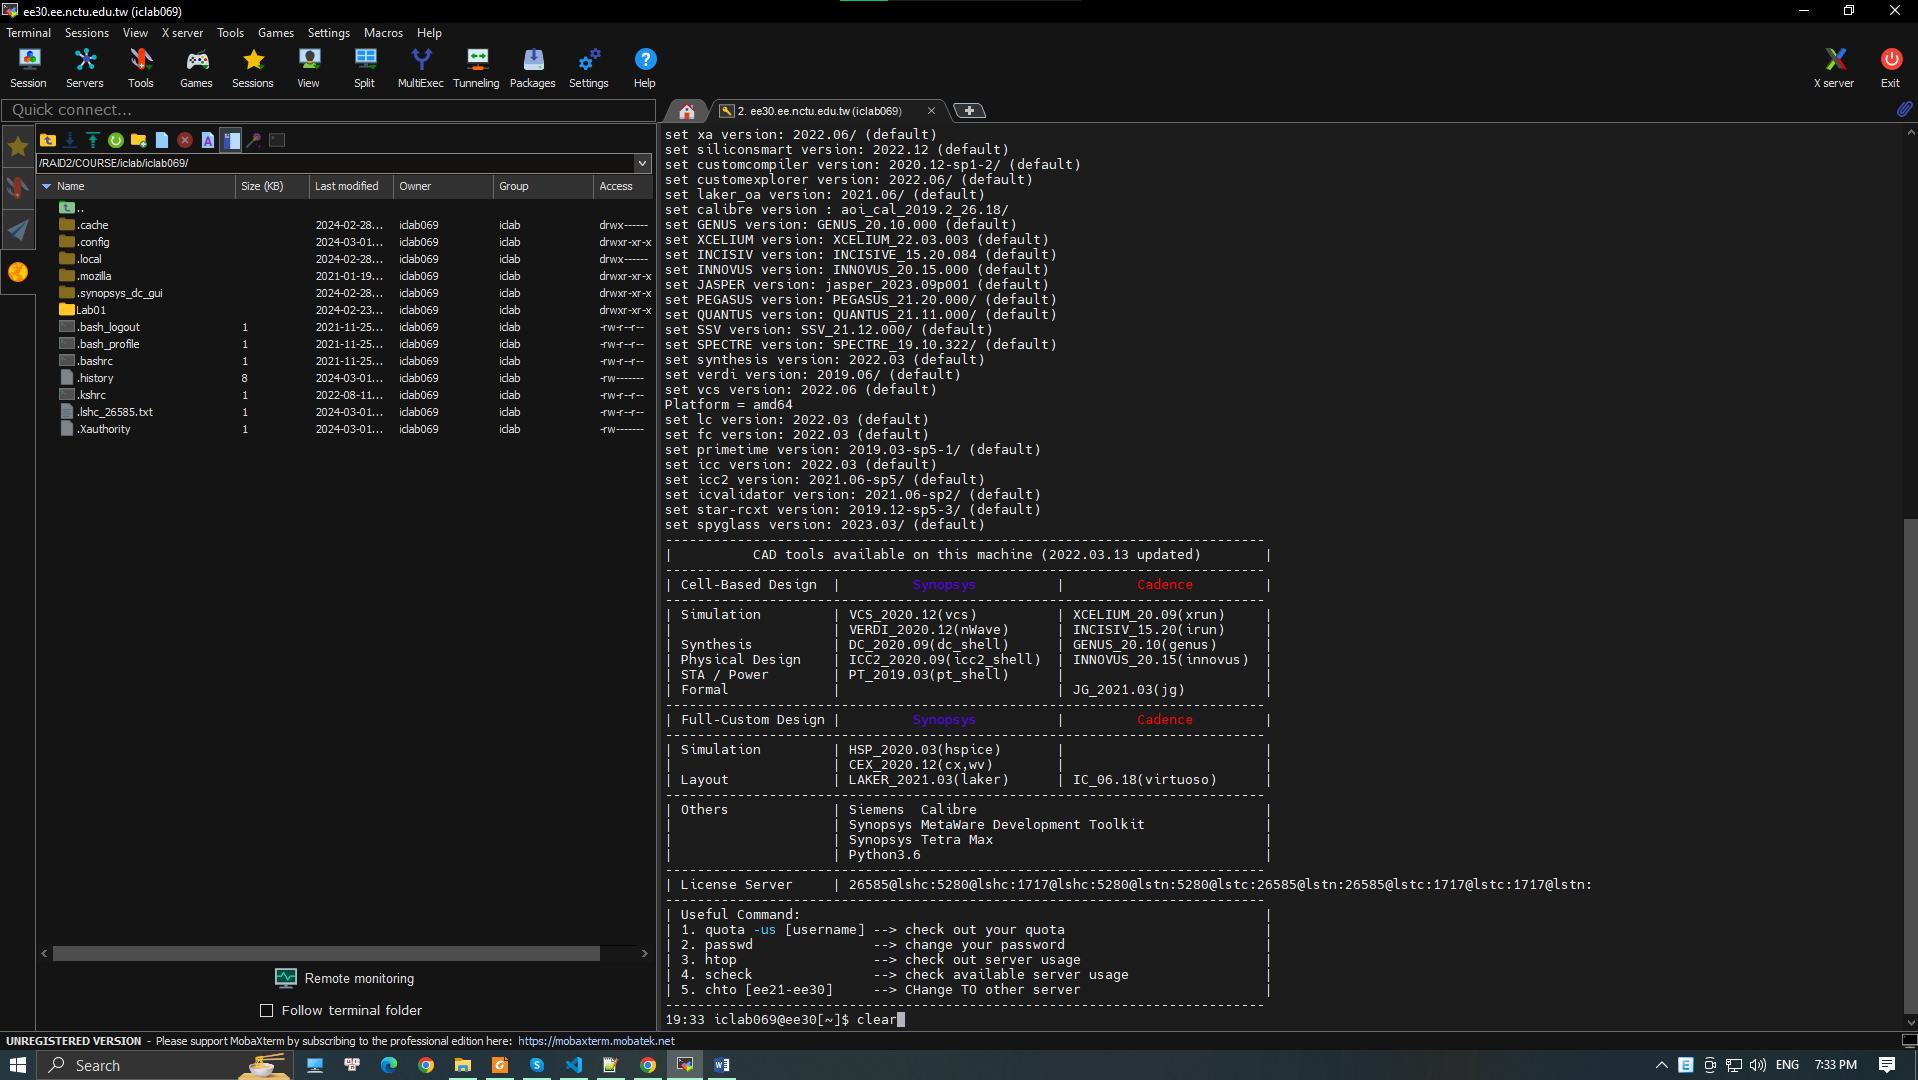 ee30.ee.nctu.edu.tw (iclab069)
Terminal Sessions View X server Tools Games Settings Macros Help
Session Servers Tools Games Sessions View Split MultiExec Tunneling Packages Settings Help X server Exit
Quick connect...
2. ee30.ee.nctu.edu.tw (iclab069)
/RAID2/COURSE/iclab/iclab069/
Name Size (KB) Last modified Owner Group Access
..
.cache 2024-02-28... iclab069 iclab drwx------
.config 2024-03-01... iclab069 iclab drwxr-xr-x
.local 2024-02-28... iclab069 iclab drwx------
.mozilla 2021-01-19... iclab069 iclab drwxr-xr-x
.synopsys_dc_gui 2024-02-28... iclab069 iclab drwxr-xr-x
Lab01 2024-02-23... iclab069 iclab drwxr-xr-x
.bash_logout 1 2021-11-25... iclab069 iclab -rw-r--r--
.bash_profile 1 2021-11-25... iclab069 iclab -rw-r--r--
.bashrc 1 2021-11-25... iclab069 iclab -rw-r--r--
.history 8 2024-03-01... iclab069 iclab -rw-------
.kshrc 1 2022-08-11... iclab069 iclab -rw-r--r--
.lshc_26585.txt 1 2024-03-01... iclab069 iclab -rw-r--r--
.Xauthority 1 2024-03-01... iclab069 iclab -rw-------
Remote monitoring
Follow terminal folder
set xa version: 2022.06/ (default)
set siliconsmart version: 2022.12 (default)
set customcompiler version: 2020.12-sp1-2/ (default)
set customexplorer version: 2022.06/ (default)
set laker_oa version: 2021.06/ (default)
set calibre version : aoi_cal_2019.2_26.18/
set GENUS version: GENUS_20.10.000 (default)
set XCELIUM version: XCELIUM_22.03.003 (default)
set INCISIV version: INCISIVE_15.20.084 (default)
set INNOVUS version: INNOVUS_20.15.000 (default)
set JASPER version: jasper_2023.09p001 (default)
set PEGASUS version: PEGASUS_21.20.000/ (default)
set QUANTUS version: QUANTUS_21.11.000/ (default)
set SSV version: SSV_21.12.000/ (default)
set SPECTRE version: SPECTRE_19.10.322/ (default)
set synthesis version: 2022.03 (default)
set verdi version: 2019.06/ (default)
set vcs version: 2022.06 (default)
Platform = amd64
set lc version: 2022.03 (default)
set fc version: 2022.03 (default)
set primetime version: 2019.03-sp5-1/ (default)
set icc version: 2022.03 (default)
set icc2 version: 2021.06-sp5/ (default)
set icvalidator version: 2021.06-sp2/ (default)
set star-rcxt version: 2019.12-sp5-3/ (default)
set spyglass version: 2023.03/ (default)
---------------------------------------------------------------------------
| CAD tools available on this machine (2022.03.13 updated) |
---------------------------------------------------------------------------
| Cell-Based Design | Synopsys | Cadence |
---------------------------------------------------------------------------
| Simulation | VCS_2020.12(vcs) | XCELIUM_20.09(xrun) |
| | VERDI_2020.12(nWave) | INCISIV_15.20(irun) |
| Synthesis | DC_2020.09(dc_shell) | GENUS_20.10(genus) |
| Physical Design | ICC2_2020.09(icc2_shell) | INNOVUS_20.15(innovus) |
| STA / Power | PT_2019.03(pt_shell) | |
| Formal | | JG_2021.03(jg) |
---------------------------------------------------------------------------
| Full-Custom Design | Synopsys | Cadence |
---------------------------------------------------------------------------
| Simulation | HSP_2020.03(hspice) | |
| | CEX_2020.12(cx,wv) | |
| Layout | LAKER_2021.03(laker) | IC_06.18(virtuoso) |
---------------------------------------------------------------------------
| Others | Siemens Calibre |
| | Synopsys MetaWare Development Toolkit |
| | Synopsys Tetra Max |
| | Python3.6 |
---------------------------------------------------------------------------
| License Server | 26585@lshc:5280@lshc:1717@lshc:5280@lstn:5280@lstc:26585@lstn:26585@lstc:1717@lstc:1717@lstn:
---------------------------------------------------------------------------
| Useful Command: |
| 1. quota -us [username] --> check out your quota |
| 2. passwd --> change your password |
| 3. htop --> check out server usage |
| 4. scheck --> check available server usage |
| 5. chto [ee21-ee30] --> CHange TO other server |
---------------------------------------------------------------------------
19:33 iclab069@ee30[~]$ clear
UNREGISTERED VERSION - Please support MobaXterm by subscribing to the professional edition here: https://mobaxterm.mobatek.net
Search ENG 7:33 PM